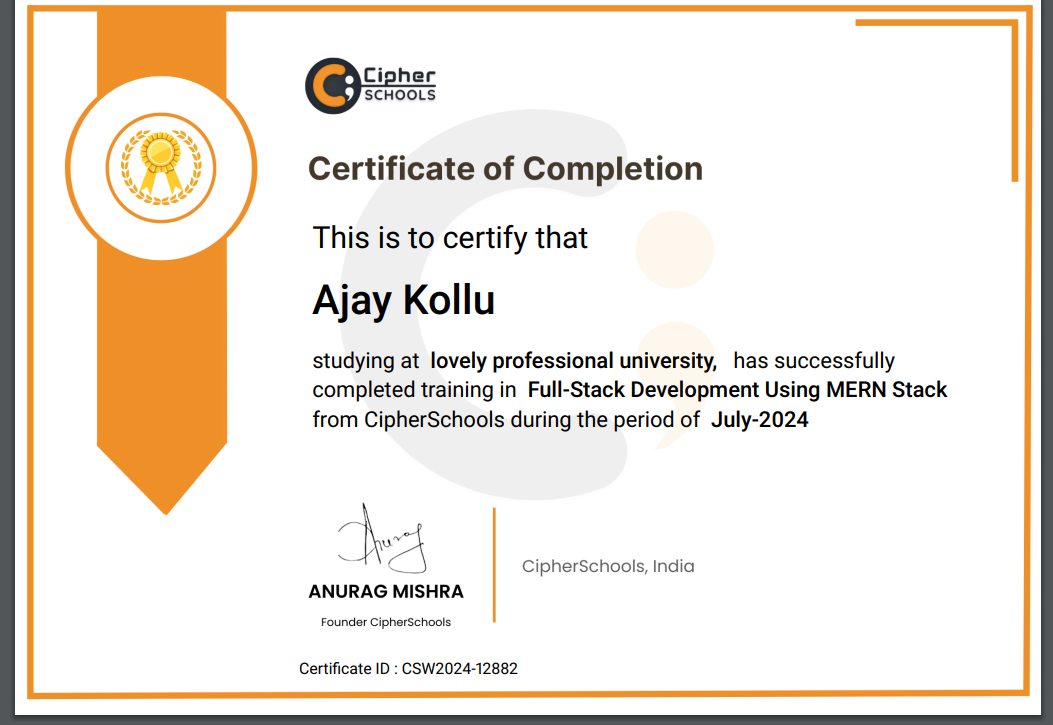 Cipher
SCHOOLS
Certificate of Completion
This is to certify that
Ajay Kollu
studying at lovely professional university, has successfully
completed training in Full-Stack Development Using MERN Stack
from CipherSchools during the period of July-2024
Anurag
ANURAG MISHRA
Founder CipherSchools
CipherSchools, India
Certificate ID : CSW2024-12882